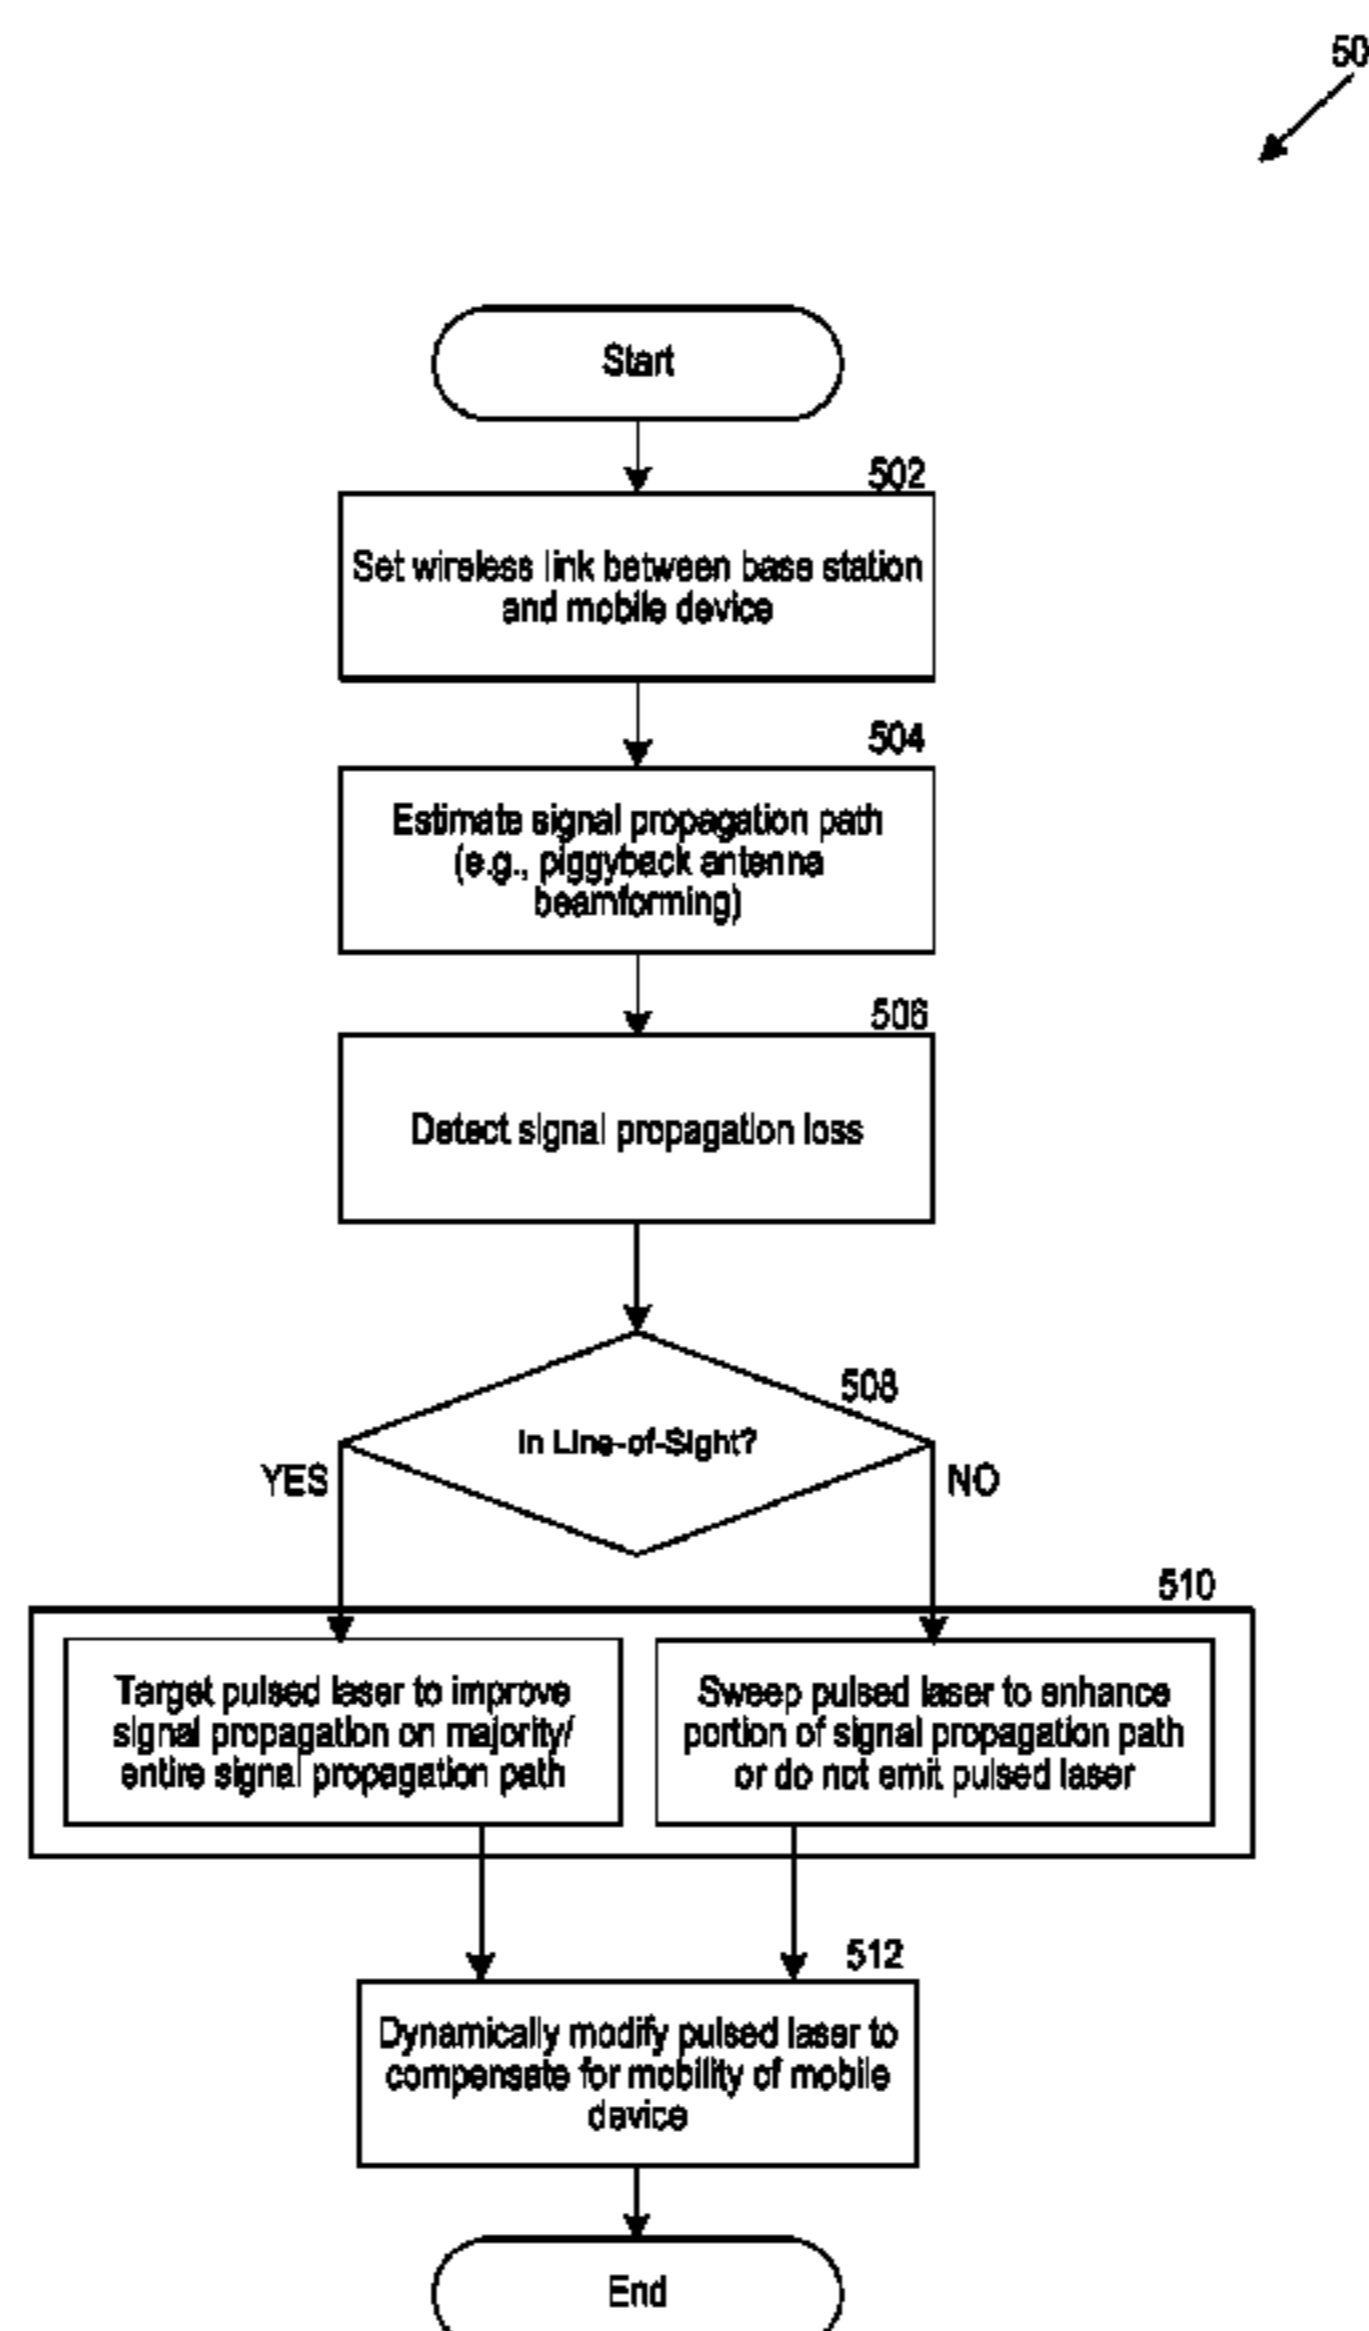 50
Start
502
Set wireless link between base station
and mobile device
504
Estimate signal propagation path
(e.g., piggyback antenna
beamforming)
506
Detect signal propagation loss
508
In Line-of-Sight?
YES
NO
510
Target pulsed laser to improve
signal propagation on majority/
entire signal propagation path
Sweep pulsed laser to enhance
portion of signal propagation path
or do not emit pulsed laser
512
Dynamically modify pulsed laser to
compensate for mobility of mobile
device
End